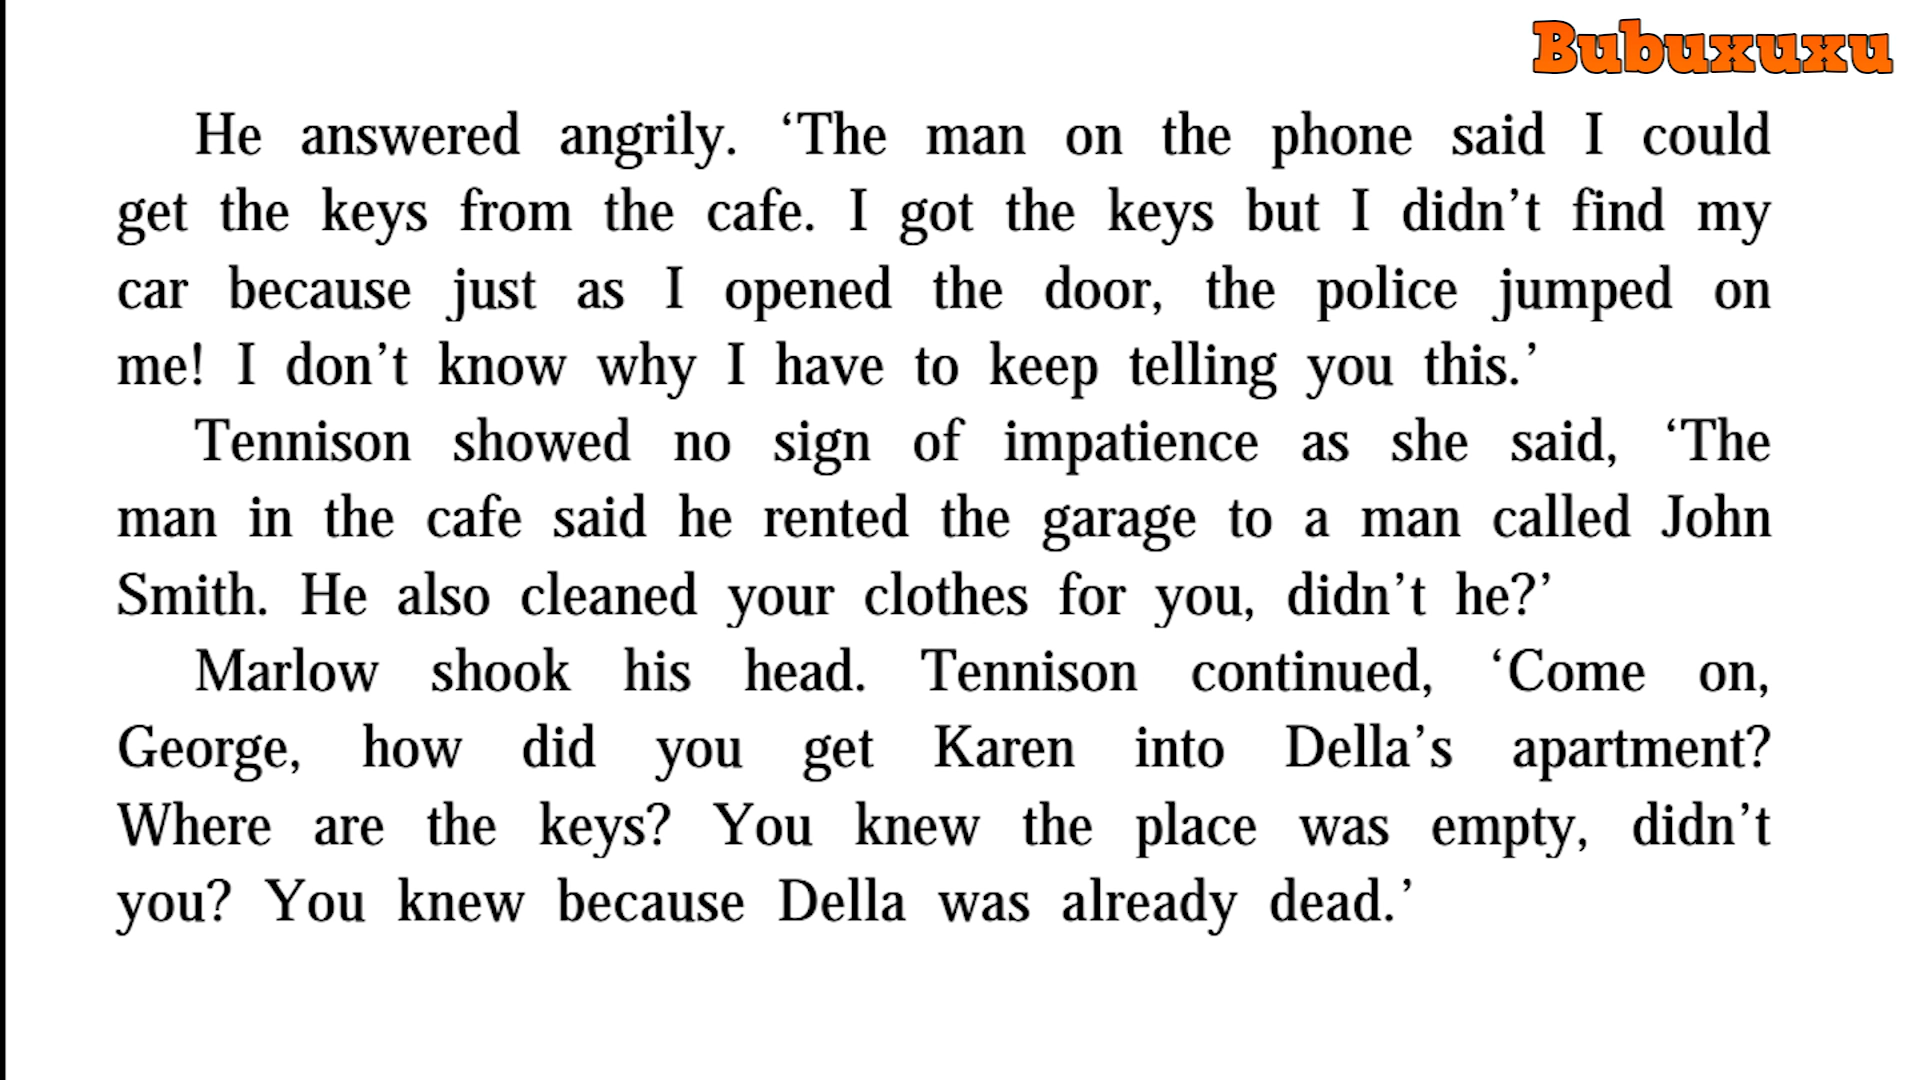 Bubuxuxu
He answered angrily. ‘The man on the phone said I could
get the keys from the cafe. I got the keys but I didn’t find my
car because just as I opened the door, the police jumped on
me! I don’t know why I have to keep telling you this.’
Tennison showed no sign of impatience as she said, ‘The
man in the cafe said he rented the garage to a man called John
Smith. He also cleaned your clothes for you, didn’t he?’
Marlow shook his head. Tennison continued, ‘Come on,
George, how did you get Karen into Della’s apartment?
Where are the keys? You knew the place was empty, didn’t
you? You knew because Della was already dead.’